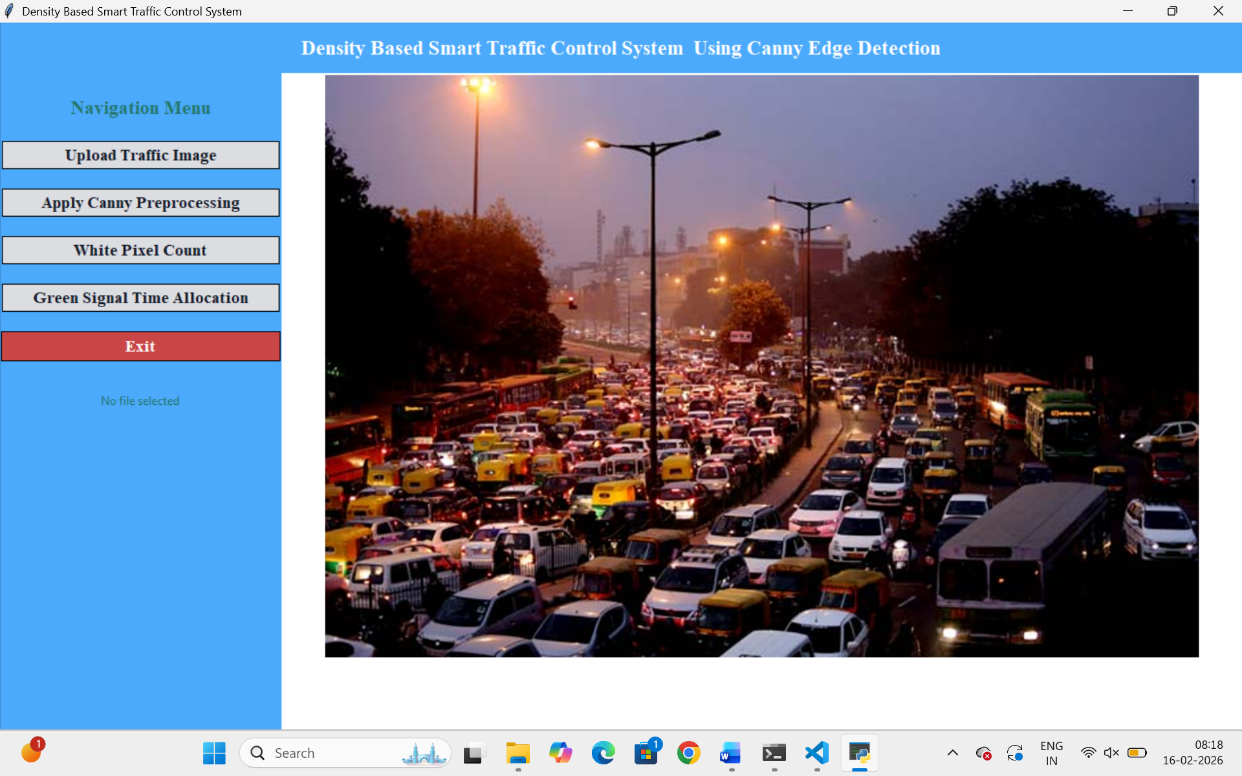 Density Based Smart Traffic Control System
Density Based Smart Traffic Control System  Using Canny Edge Detection
Navigation Menu
Upload Traffic Image
Apply Canny Preprocessing
White Pixel Count
Green Signal Time Allocation
Exit
No file selected
1
Search
1
ENG
IN
08:18
16-02-2026